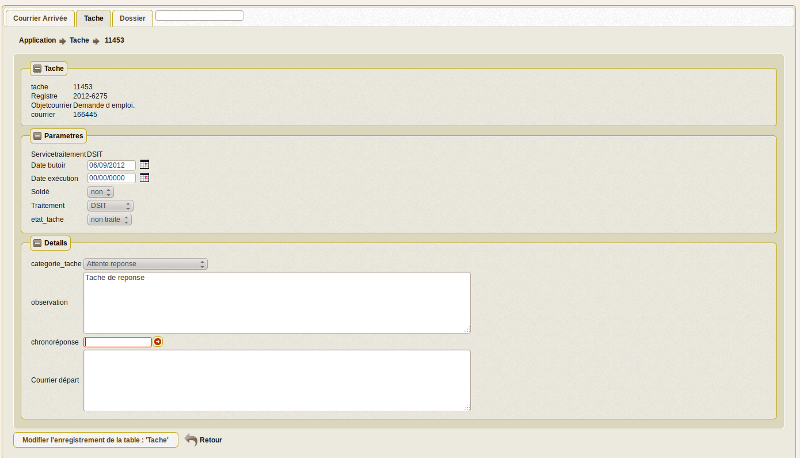 Courrier Arrivée Tache Dossier
Application Tache 11453
Tache
tache 11453
Registre 2012-6275
Objetcourrier Demande d emploi.
courrier 166445
Parametres
Servicetraitement DSIT
Date butoir 06/09/2012
Date exécution 00/00/0000
Soldé non
Traitement DSIT
etat_tache non traite
Details
categorie_tache Attente reponse
Tache de reponse
observation
chronoréponse
Courrier départ
Modifier l'enregistrement de la table : 'Tache' Retour